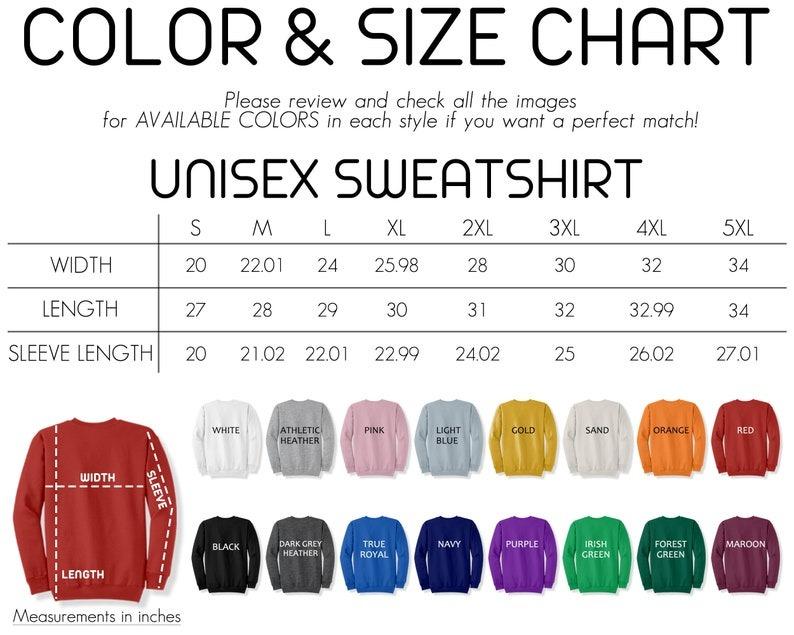 COLOR & SIZE CHART
Please review and check all the images
for AVAILABLE COLORS in each style if you want a perfect match!
UNISEX SWEATSHIRT
S M L XL 2XL 3XL 4XL 5XL
WIDTH 20 22.01 24 25.98 28 30 32 34
LENGTH 27 28 29 30 31 32 32.99 34
SLEEVE LENGTH 20 21.02 22.01 22.99 24.02 25 26.02 27.01
WIDTH
SLEEVE
LENGTH
Measurements in inches
WHITE
ATHLETIC
HEATHER
PINK
LIGHT
BLUE
GOLD
SAND
ORANGE
RED
BLACK
DARK GREY
HEATHER
TRUE
ROYAL
NAVY
PURPLE
IRISH
GREEN
FOREST
GREEN
MAROON